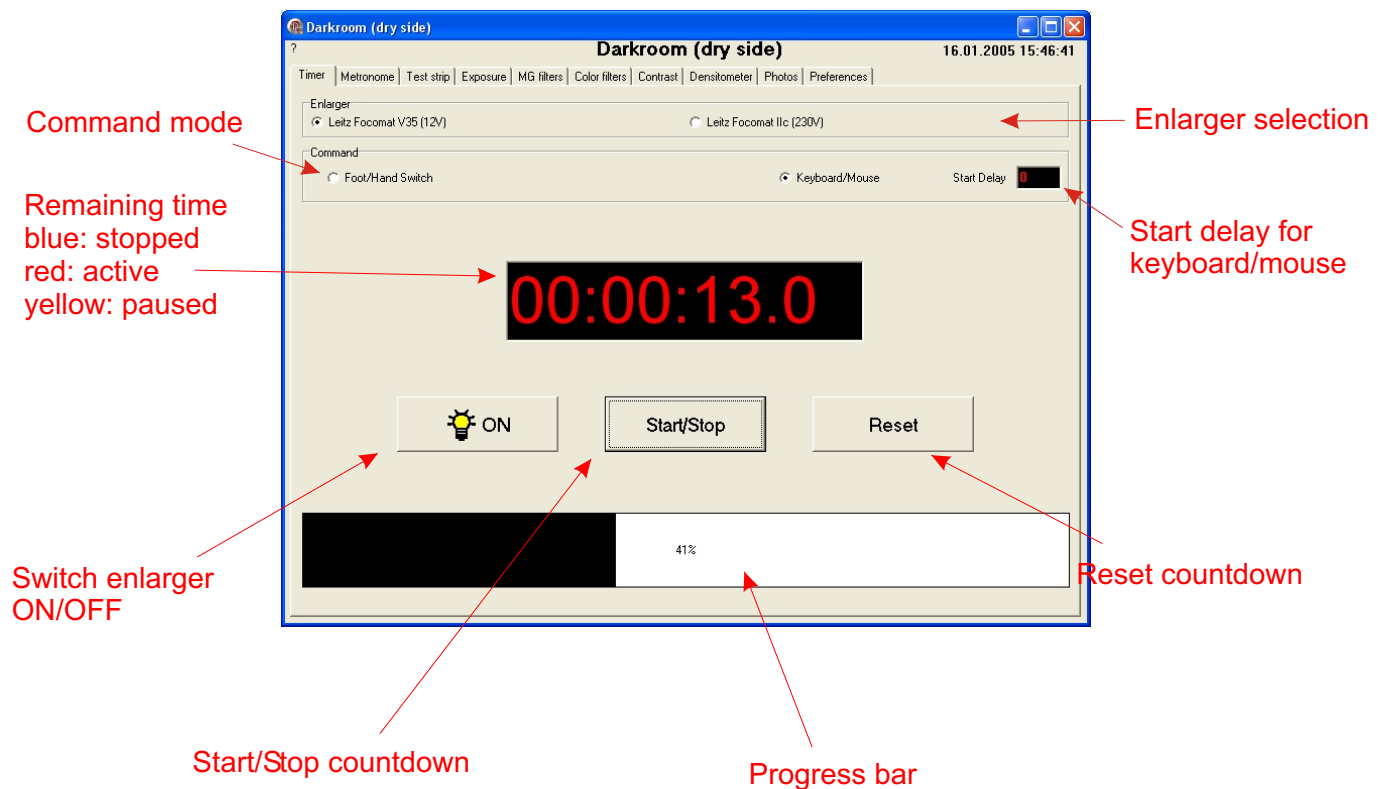 Darkroom (dry side)
?
Darkroom (dry side)
16.01.2005 15:46:41
Timer Metronome Test strip Exposure MG filters Color filters Contrast Densitometer Photos Preferences
Enlarger
Leitz Focomat V35 (12V)
Leitz Focomat IIc (230V)
Enlarger selection
Command mode
Command
Foot/Hand Switch
Keyboard/Mouse
Start Delay
0
Remaining time
blue: stopped
red: active
yellow: paused
Start delay for
keyboard/mouse
00:00:13.0
ON
Start/Stop
Reset
41%
Switch enlarger
ON/OFF
Reset countdown
Start/Stop countdown
Progress bar